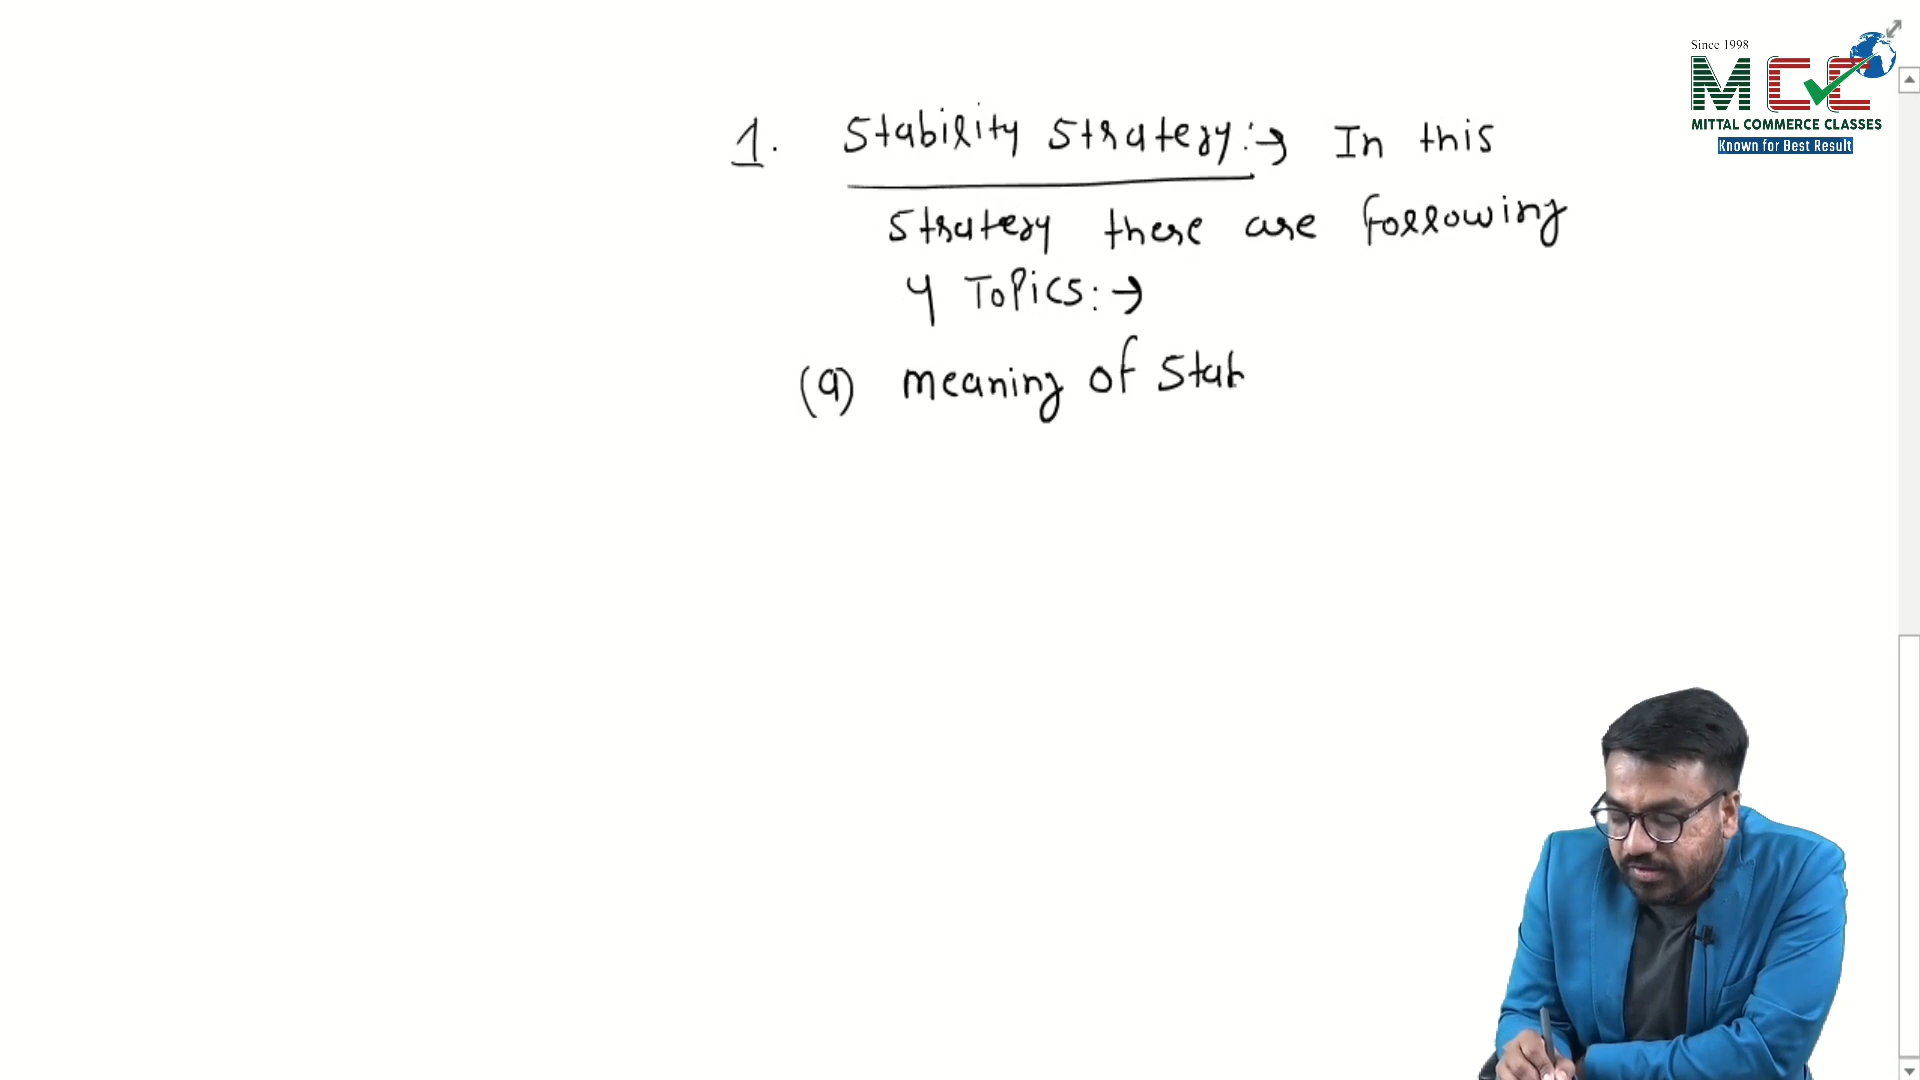 Since 1998
MCC
MITTAL COMMERCE CLASSES
Known for Best Result
1. Stability Strategy:→ In this
Strategy there are following
4 Topics:→
(a) meaning of Stab